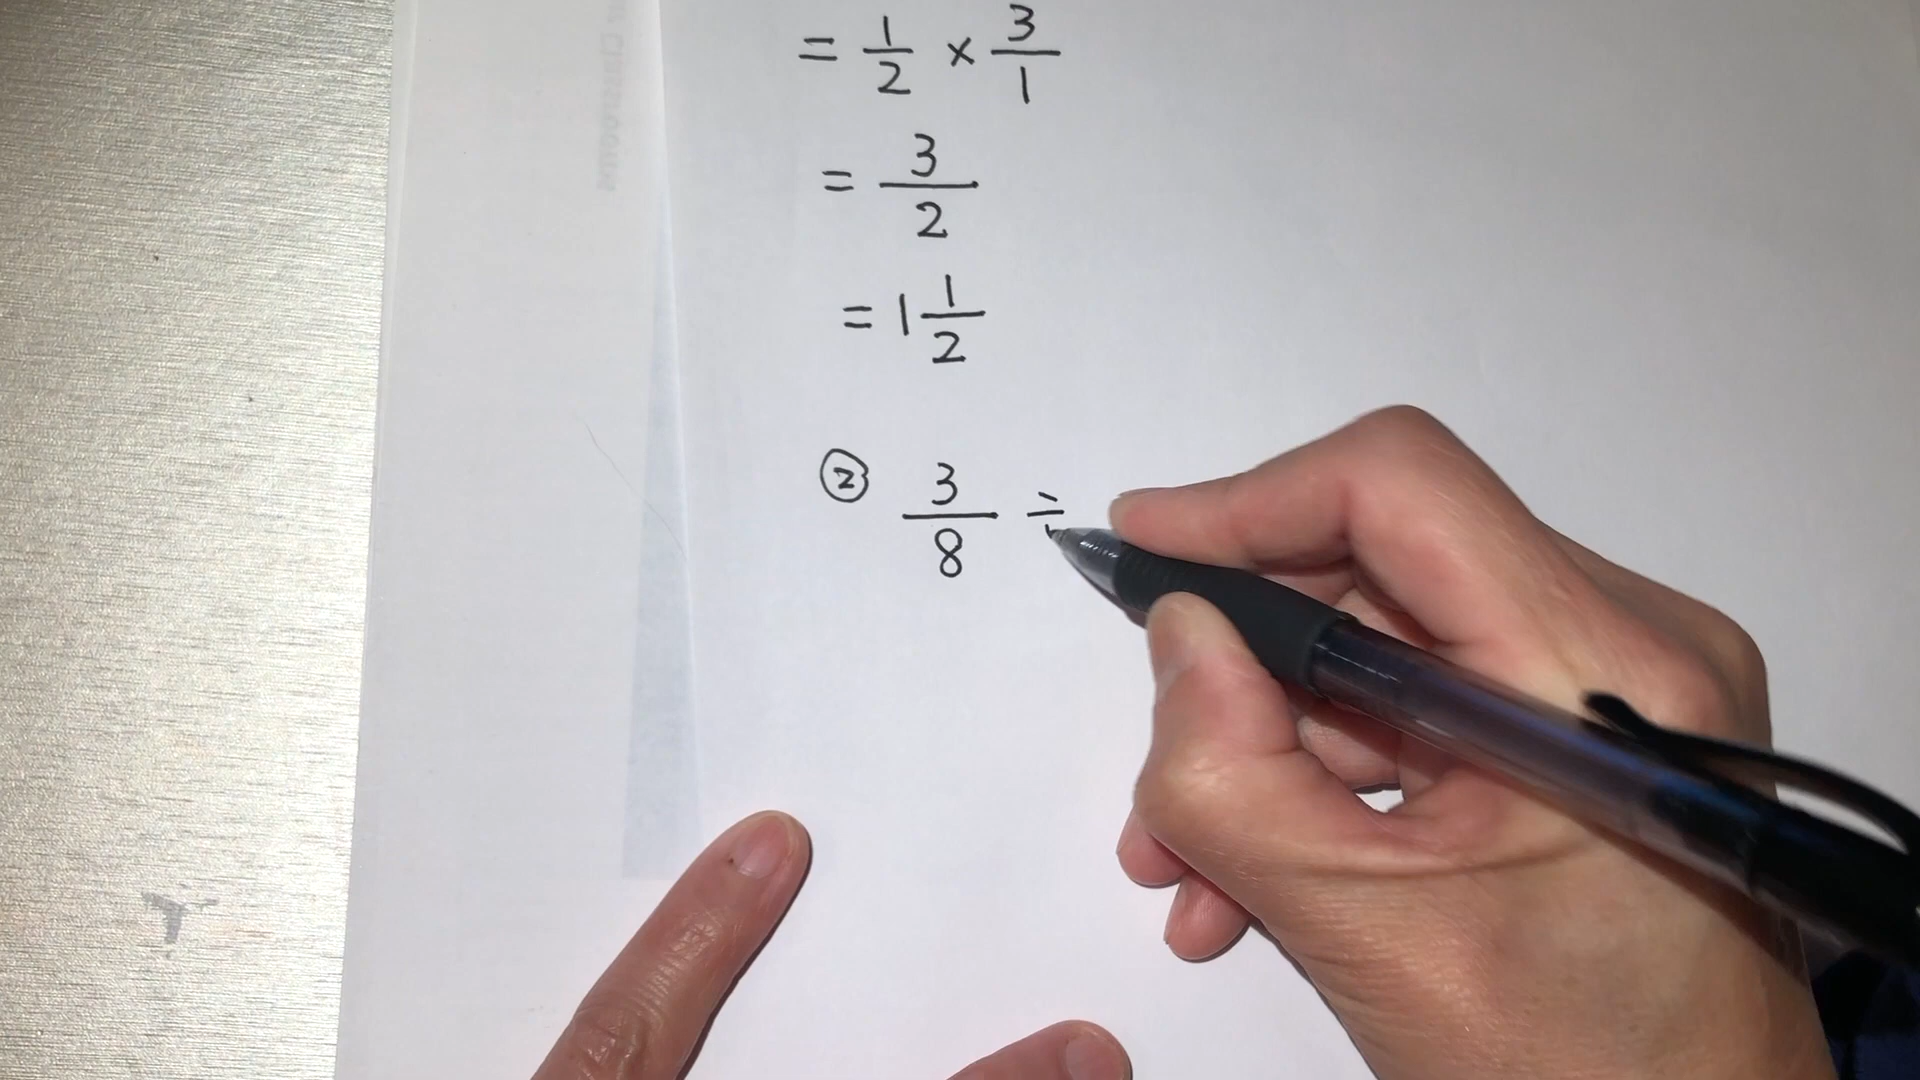 = 1/2 × 3/1
= 3/2
= 1 1/2
② 3/8 ÷